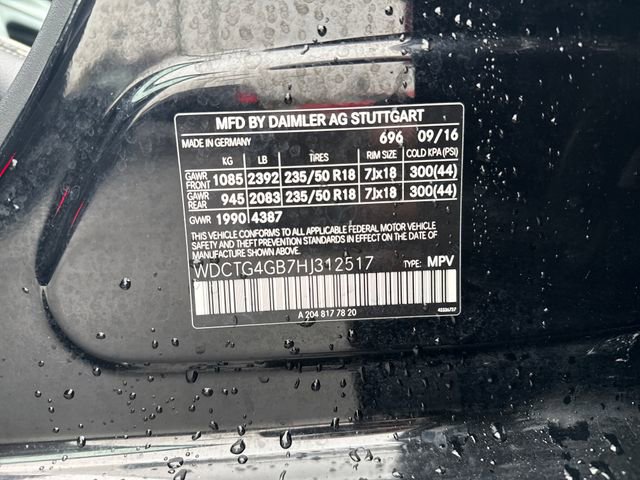 MFD BY DAIMLER AG STUTTGART
MADE IN GERMANY 696 09/16
KG LB TIRES RIM SIZE COLD KPA (PSI)
GAWR FRONT 1085 2392 235/50 R18 7Jx18 300(44)
GAWR REAR 945 2083 235/50 R18 7Jx18 300(44)
GVWR 1990 4387
THIS VEHICLE CONFORMS TO ALL APPLICABLE FEDERAL MOTOR VEHICLE
SAFETY, BUMPER, AND THEFT PREVENTION STANDARDS IN EFFECT ON THE DATE
OF MANUFACTURE SHOWN ABOVE.
WDCTG4GB7HJ312517 TYPE: MPV
A 204 817 78 20